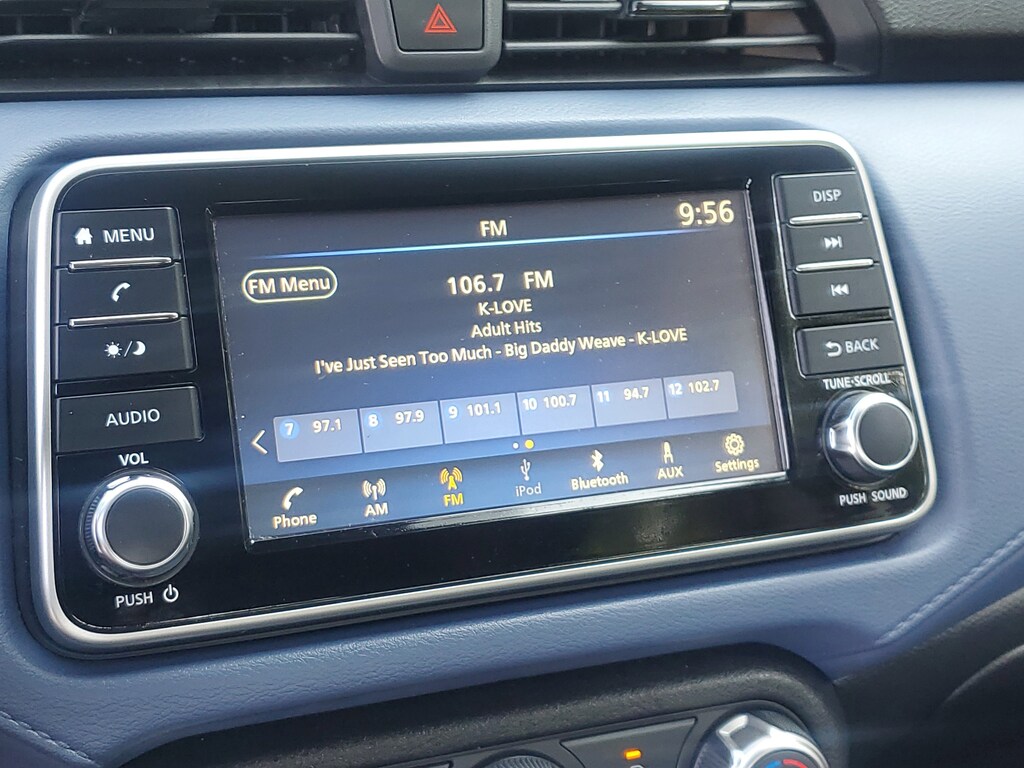 MENU
AUDIO
VOL
PUSH
FM
9:56
FM Menu
106.7 FM
K-LOVE
Adult Hits
I've Just Seen Too Much - Big Daddy Weave - K-LOVE
7 97.1
8 97.9
9 101.1
10 100.7
11 94.7
12 102.7
Phone
AM
FM
iPod
Bluetooth
AUX
Settings
DISP
BACK
TUNE·SCROLL
PUSH SOUND